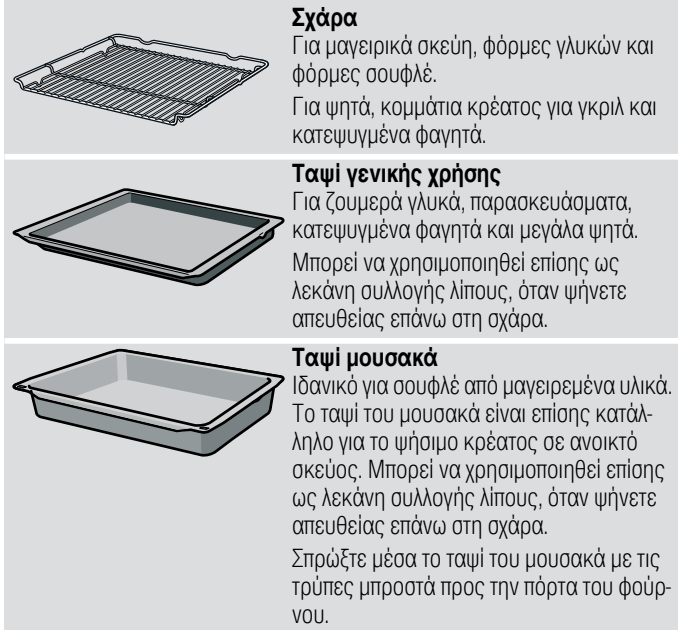 Σχάρα
Για μαγειρικά σκεύη, φόρμες γλυκών και
φόρμες σουφλέ.
Για ψητά, κομμάτια κρέατος για γκριλ και
κατεψυγμένα φαγητά.
Ταψί γενικής χρήσης
Για ζουμερά γλυκά, παρασκευάσματα,
κατεψυγμένα φαγητά και μεγάλα ψητά.
Μπορεί να χρησιμοποιηθεί επίσης ως
λεκάνη συλλογής λίπους, όταν ψήνετε
απευθείας επάνω στη σχάρα.
Ταψί μουσακά
Ιδανικό για σουφλέ από μαγειρεμένα υλικά.
Το ταψί του μουσακά είναι επίσης κατάλ-
ληλο για το ψήσιμο κρέατος σε ανοικτό
σκεύος. Μπορεί να χρησιμοποιηθεί επίσης
ως λεκάνη συλλογής λίπους, όταν ψήνετε
απευθείας επάνω στη σχάρα.
Σπρώξτε μέσα το ταψί του μουσακά με τις
τρύπες μπροστά προς την πόρτα του φούρ-
νου.